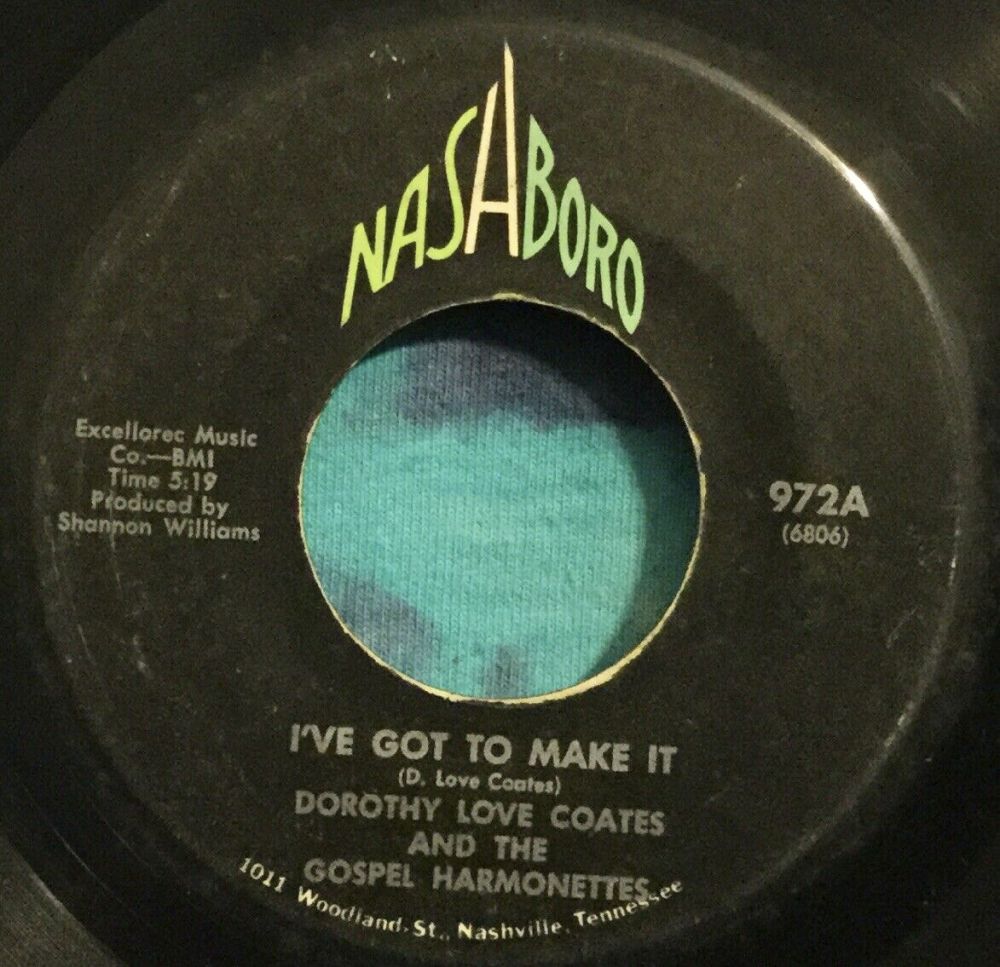 NASHBORO
Excellorec Music
Co.—BMI
Time 5:19
Produced by
Shannon Williams
972A
(6806)
I'VE GOT TO MAKE IT
(D. Love Coates)
DOROTHY LOVE COATES
AND THE
GOSPEL HARMONETTES
1011 Woodland St., Nashville, Tennessee